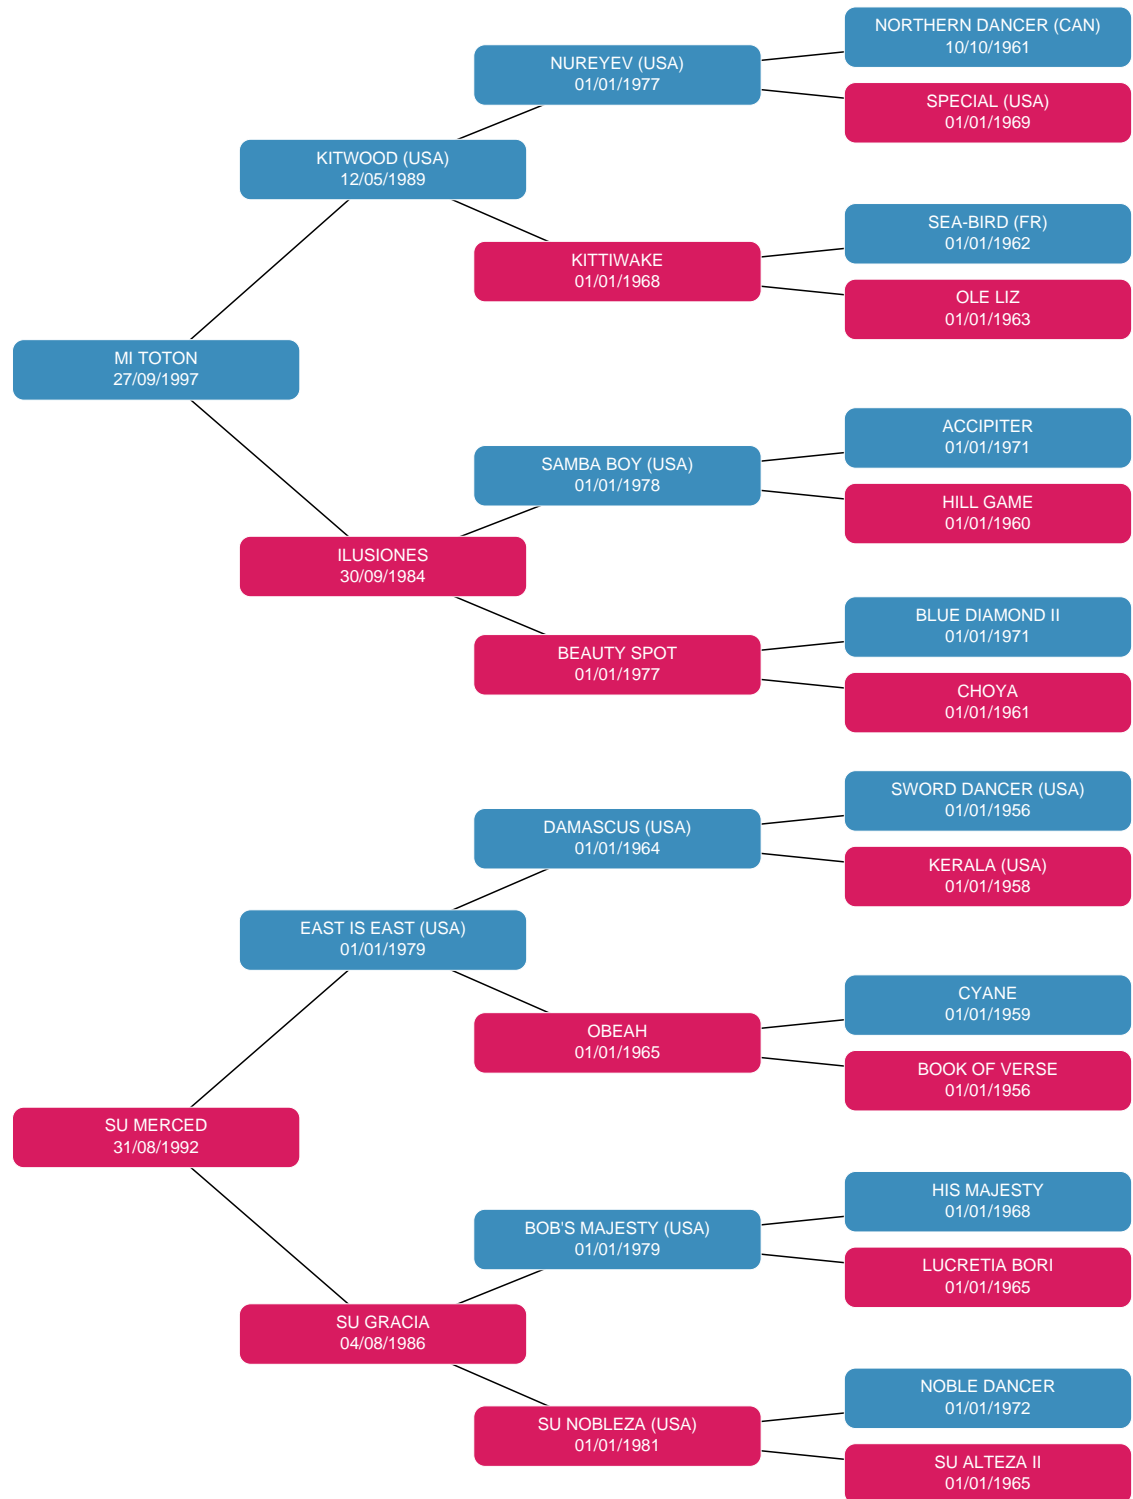 NORTHERN DANCER (CAN)
10/10/1961
NUREYEV (USA)
01/01/1977
SPECIAL (USA)
01/01/1969
KITWOOD (USA)
12/05/1989
SEA-BIRD (FR)
01/01/1962
KITTIWAKE
01/01/1968
OLE LIZ
01/01/1963
MI TOTON
27/09/1997
ACCIPITER
01/01/1971
SAMBA BOY (USA)
01/01/1978
HILL GAME
01/01/1960
ILUSIONES
30/09/1984
BLUE DIAMOND II
01/01/1971
BEAUTY SPOT
01/01/1977
CHOYA
01/01/1961
SWORD DANCER (USA)
01/01/1956
DAMASCUS (USA)
01/01/1964
KERALA (USA)
01/01/1958
EAST IS EAST (USA)
01/01/1979
CYANE
01/01/1959
OBEAH
01/01/1965
BOOK OF VERSE
01/01/1956
SU MERCED
31/08/1992
HIS MAJESTY
01/01/1968
BOB'S MAJESTY (USA)
01/01/1979
LUCRETIA BORI
01/01/1965
SU GRACIA
04/08/1986
NOBLE DANCER
01/01/1972
SU NOBLEZA (USA)
01/01/1981
SU ALTEZA II
01/01/1965